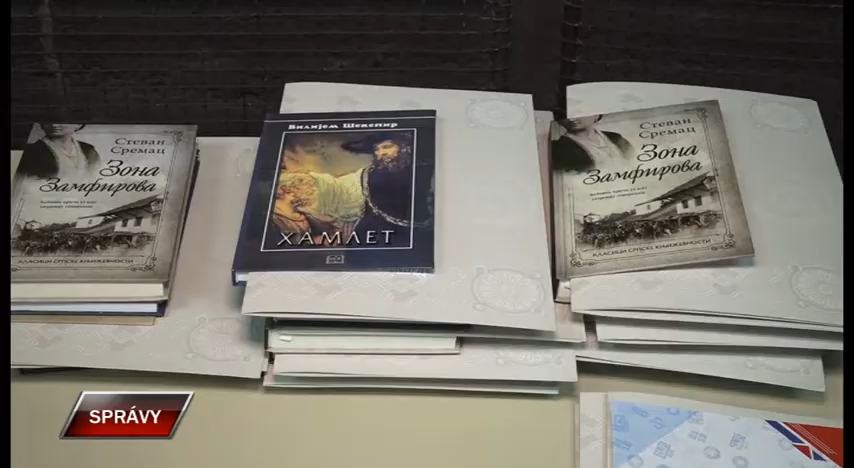 Стеван
Сремац
Зона
Замфирова
КЛАСИЦИ СРПСКЕ КЊИЖЕВНОСТИ
Вилијем Шекспир
ХАМЛЕТ
Стеван
Сремац
Зона
Замфирова
КЛАСИЦИ СРПСКЕ КЊИЖЕВНОСТИ
SPRÁVY